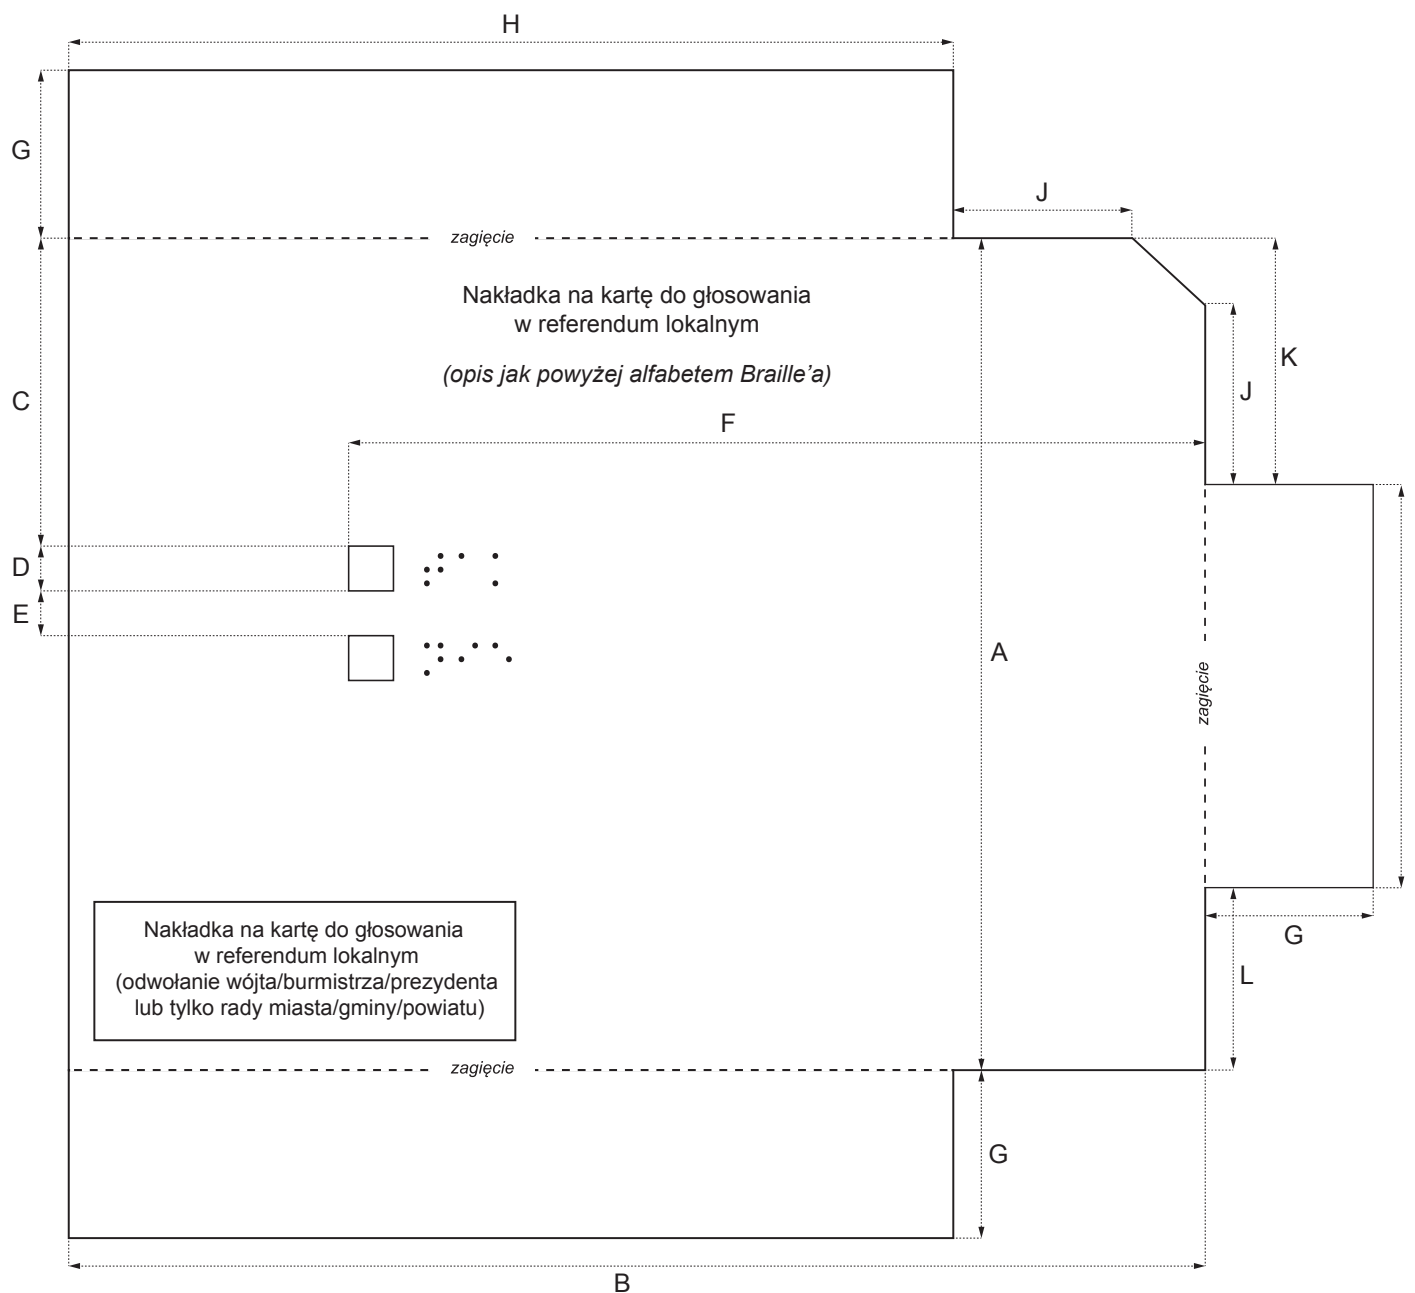 H
G
J
zagięcie
Nakładka na kartę do głosowania
w referendum lokalnym
K
(opis jak powyżej alfabetem Braille’a)
J
C
F
D
E
A
zagięcie
Nakładka na kartę do głosowania
w referendum lokalnym
(odwołanie wójta/burmistrza/prezydenta
lub tylko rady miasta/gminy/powiatu)
G
L
zagięcie
G
B